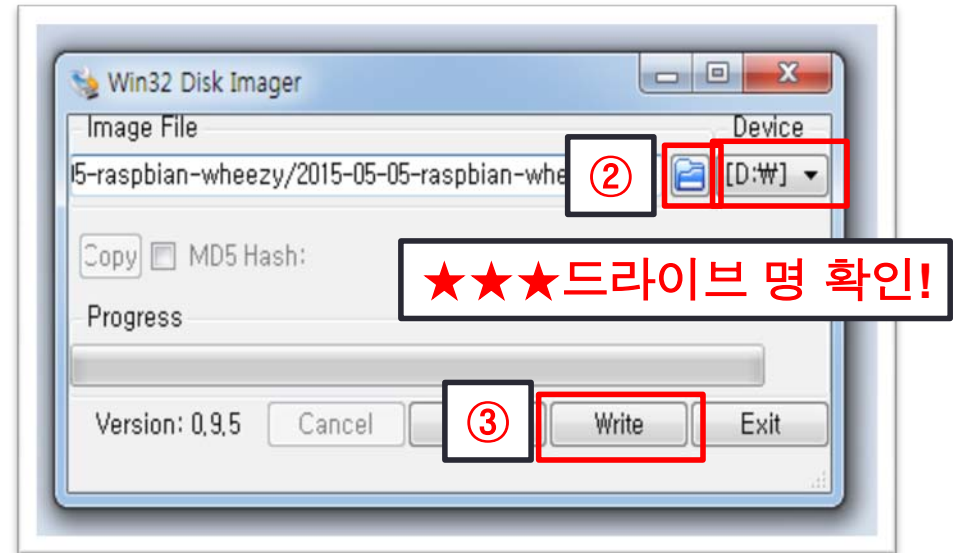 Win32 Disk Imager
Image File Device
5-raspbian-wheezy/2015-05-05-raspbian-whe ② [D:₩]
Copy MD5 Hash:
★★★드라이브 명 확인!
Progress
Version: 0,9,5 Cancel ③ Write Exit